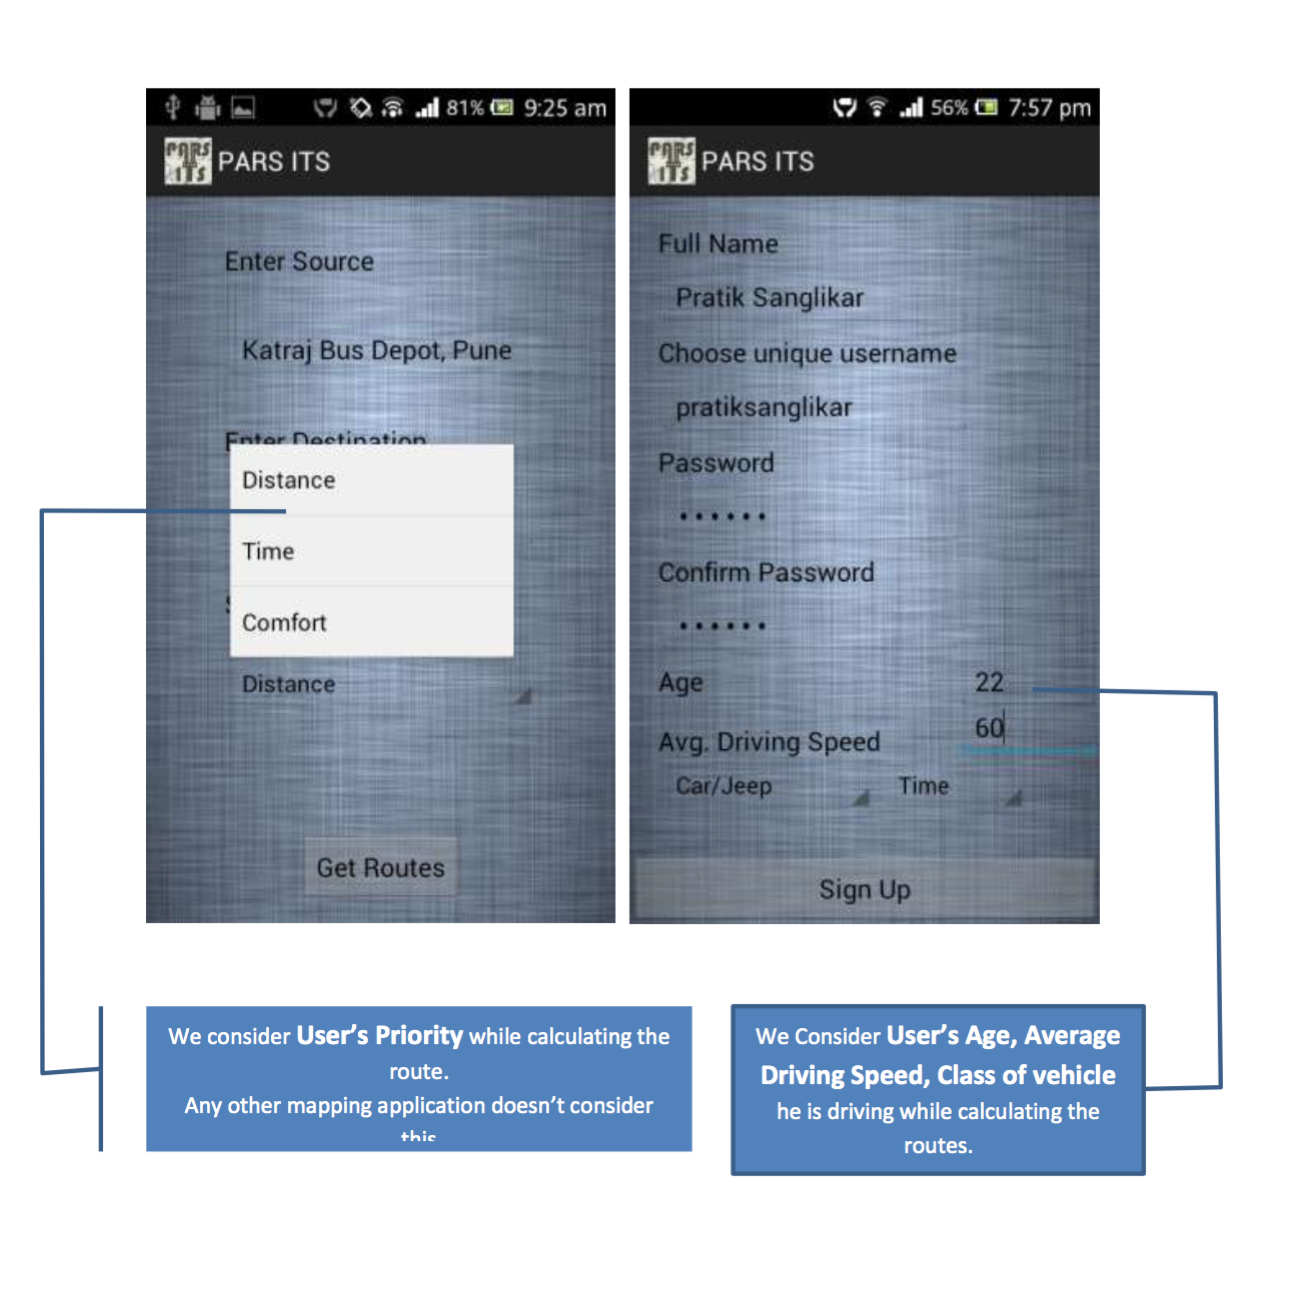 81% 9:25 am
PARS ITS
PARS ITS
Enter Source
Katraj Bus Depot, Pune
Enter Destination
Distance
Time
Comfort
Distance
Get Routes
56% 7:57 pm
PARS ITS
PARS ITS
Full Name
Pratik Sanglikar
Choose unique username
pratiksanglikar
Password
••••••
Confirm Password
••••••
Age 22
Avg. Driving Speed 60
Car/Jeep Time
Sign Up
We consider User's Priority while calculating the
route.
Any other mapping application doesn't consider
this
We Consider User's Age, Average
Driving Speed, Class of vehicle
he is driving while calculating the
routes.